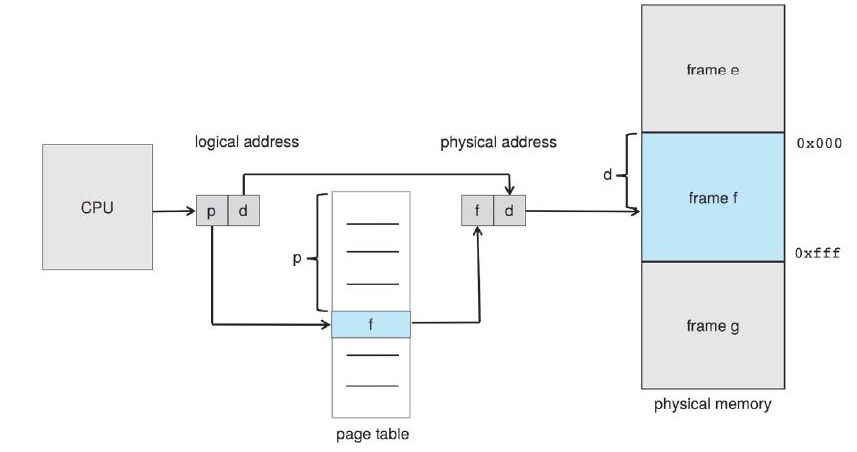 frame e
logical address
physical address
0x000
d
CPU
p d
f d
frame f
p
0xfff
f
frame g
physical memory
page table